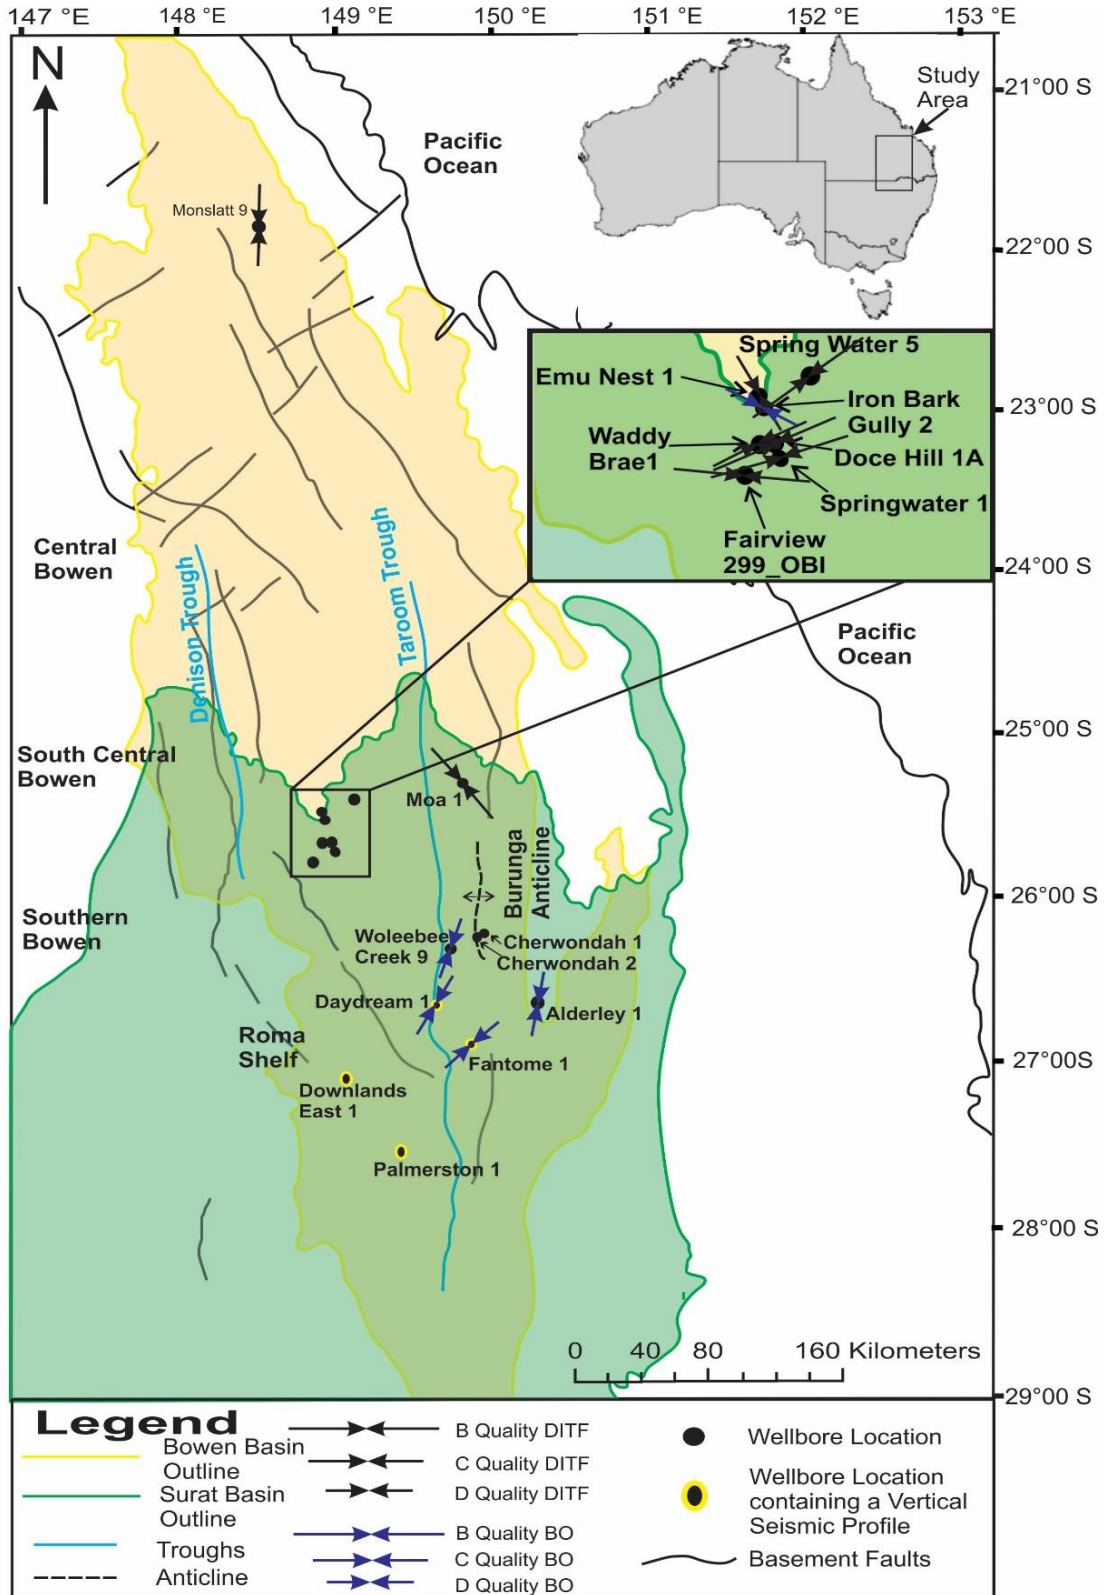 147 °E
148 °E
149 °E
150 °E
151 °E
152 °E
153 °E
N
Study
Area
21°00 S
Pacific
Ocean
Monslatt 9
22°00 S
Spring Water 5
Emu Nest 1
Iron Bark
Gully 2
23°00 S
Waddy
Brae1
Doce Hill 1A
Springwater 1
Fairview
299_OBI
Central
Bowen
24°00 S
Denison Trough
Taroom Trough
Pacific
Ocean
25°00 S
South Central
Bowen
Moa 1
Burunga
Anticline
26°00 S
Southern
Bowen
Woleebee
Creek 9
Cherwondah 1
Cherwondah 2
Daydream 1
Alderley 1
Roma
Shelf
Fantome 1
27°00S
Downlands
East 1
Palmerston 1
28°00 S
0 40 80 160 Kilometers
29°00 S
Legend
Bowen Basin
Outline
Surat Basin
Outline
Troughs
Anticline
B Quality DITF
C Quality DITF
D Quality DITF
B Quality BO
C Quality BO
D Quality BO
Wellbore Location
Wellbore Location
containing a Vertical
Seismic Profile
Basement Faults